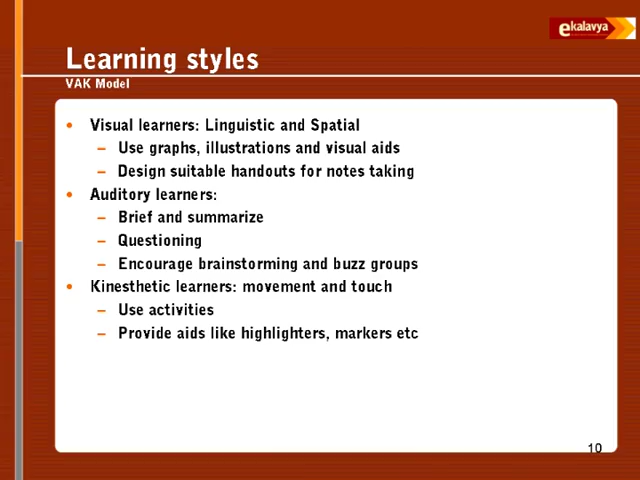 ekalavya
Learning styles
VAK Model
• Visual learners: Linguistic and Spatial
– Use graphs, illustrations and visual aids
– Design suitable handouts for notes taking
• Auditory learners:
– Brief and summarize
– Questioning
– Encourage brainstorming and buzz groups
• Kinesthetic learners: movement and touch
– Use activities
– Provide aids like highlighters, markers etc
10